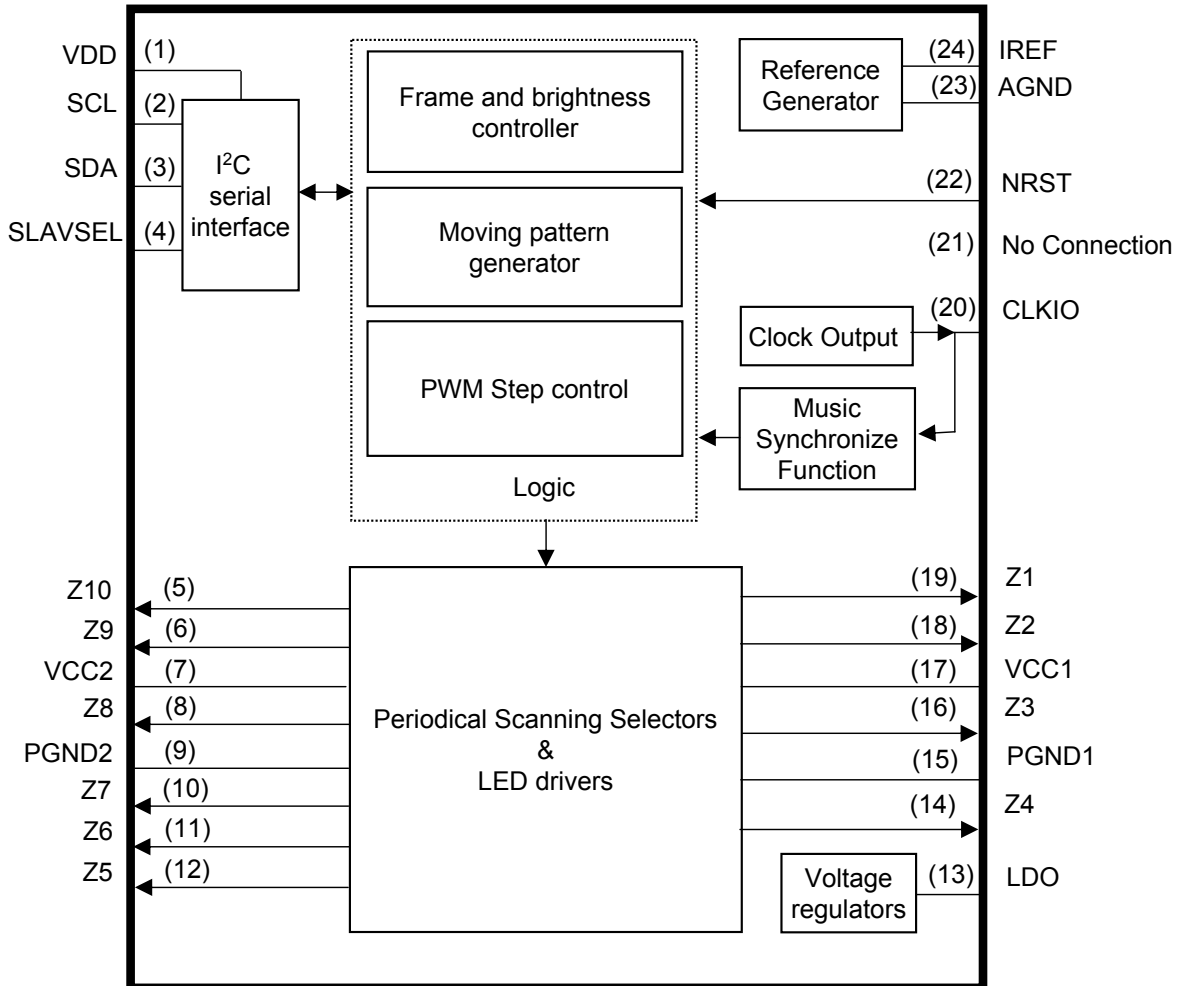 VDD (1)
SCL (2)
SDA (3)
SLAVSEL (4)
I²C
serial
interface
Frame and brightness
controller
Moving pattern
generator
PWM Step control
Logic
Reference
Generator
(24) IREF
(23) AGND
(22) NRST
(21) No Connection
(20) CLKIO
Clock Output
Music
Synchronize
Function
Z10 (5)
Z9 (6)
VCC2 (7)
Z8 (8)
PGND2 (9)
Z7 (10)
Z6 (11)
Z5 (12)
Periodical Scanning Selectors
&
LED drivers
(19) Z1
(18) Z2
(17) VCC1
(16) Z3
(15) PGND1
(14) Z4
Voltage
regulators
(13) LDO